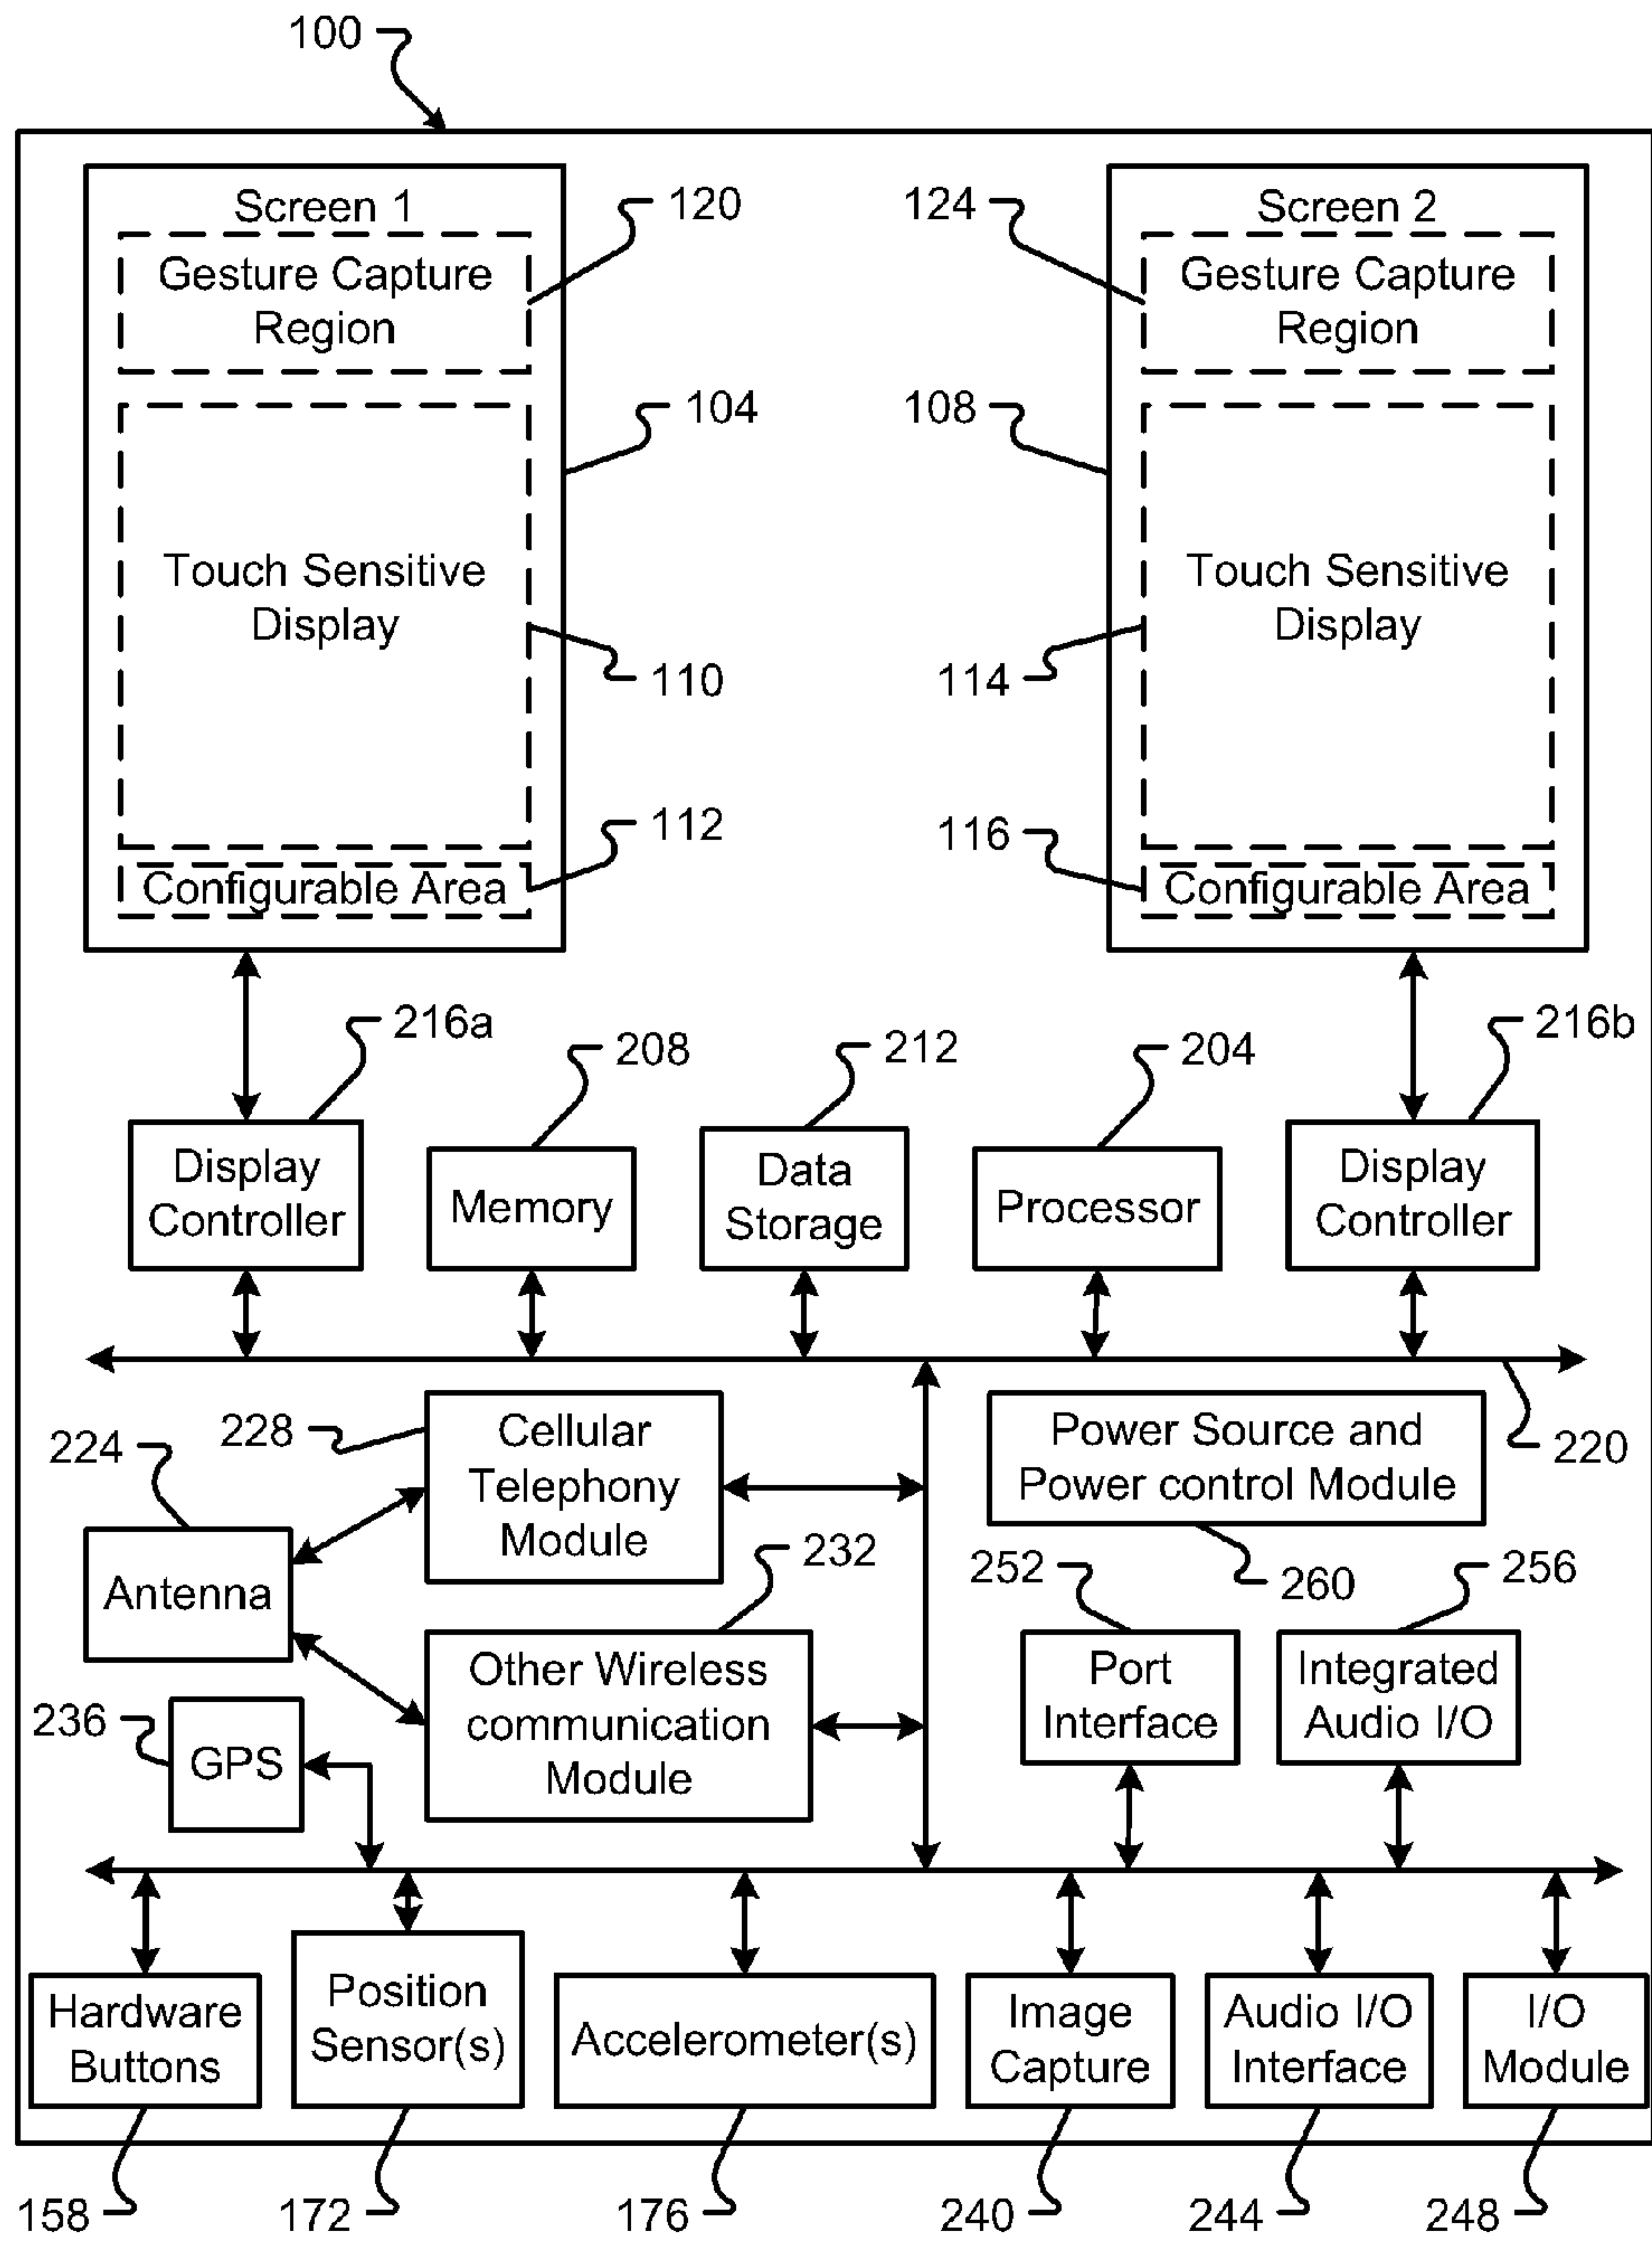 100
Screen 1
120
Gesture Capture
Region
104
Touch Sensitive
Display
110
112
Configurable Area
Screen 2
124
Gesture Capture
Region
108
Touch Sensitive
Display
114
116
Configurable Area
216a
208
212
204
216b
Display
Controller
Memory
Data
Storage
Processor
Display
Controller
220
228
Cellular
Telephony
Module
Power Source and
Power control Module
260
224
Antenna
232
Other Wireless
communication
Module
252
Port
Interface
256
Integrated
Audio I/O
236
GPS
Hardware
Buttons
Position
Sensor(s)
Accelerometer(s)
Image
Capture
Audio I/O
Interface
I/O
Module
158
172
176
240
244
248